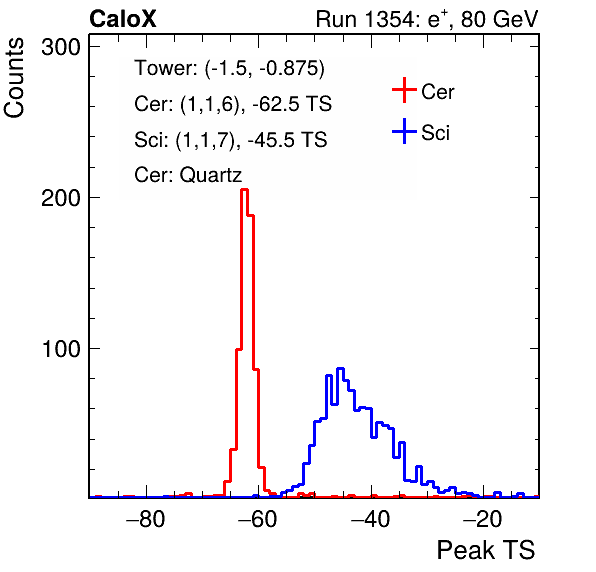 CaloX Run 1354: e⁺, 80 GeV
Counts
300
Tower: (-1.5, -0.875)
Cer: (1,1,6), -62.5 TS
Sci: (1,1,7), -45.5 TS
Cer: Quartz
Cer
Sci
200
100
−80 −60 −40 −20
Peak TS